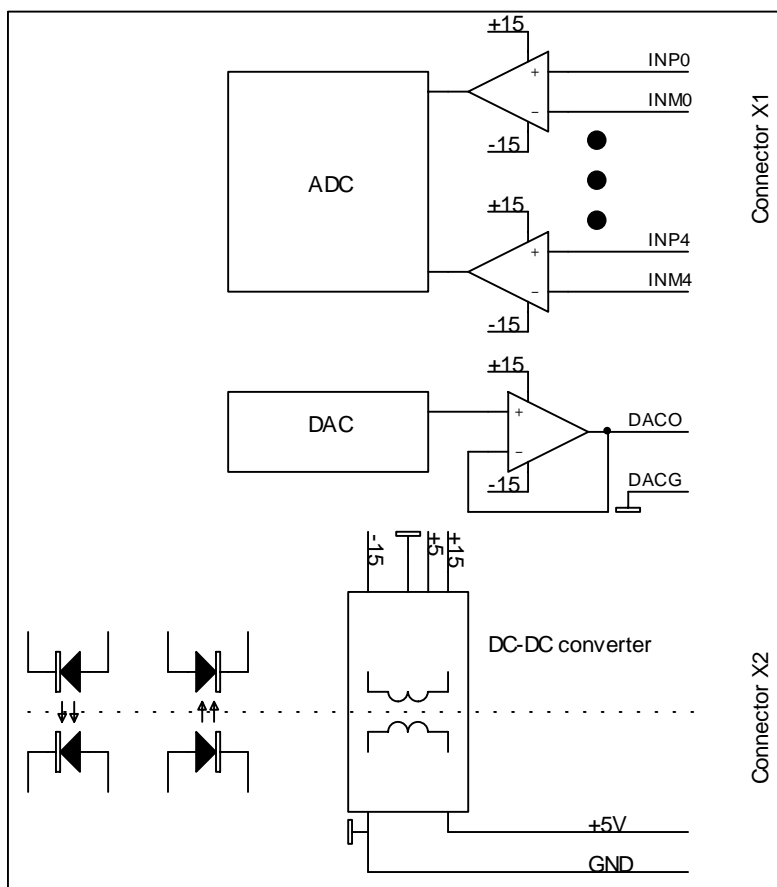 +15
INP0
+
INM0
−
-15
Connector X1
ADC
+15
INP4
+
INM4
−
-15
+15
DAC
+
DACO
−
-15
DACG
-15
+5
+15
DC-DC converter
Connector X2
+5V
GND